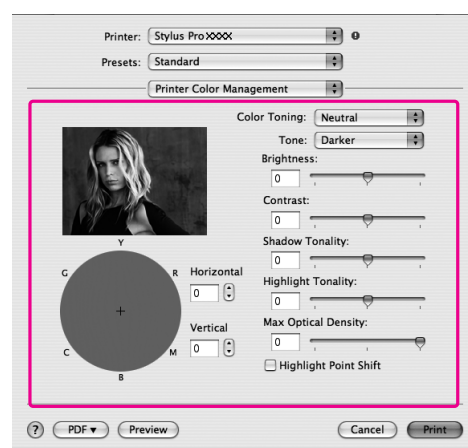 Printer: Stylus Pro XXXX
Presets: Standard
Printer Color Management
Color Toning: Neutral
Tone: Darker
Brightness:
0
Contrast:
0
Shadow Tonality:
0
Highlight Tonality:
0
Max Optical Density:
0
Highlight Point Shift
Y
G R
C M
B
Horizontal
0
Vertical
0
? PDF▼ Preview Cancel Print